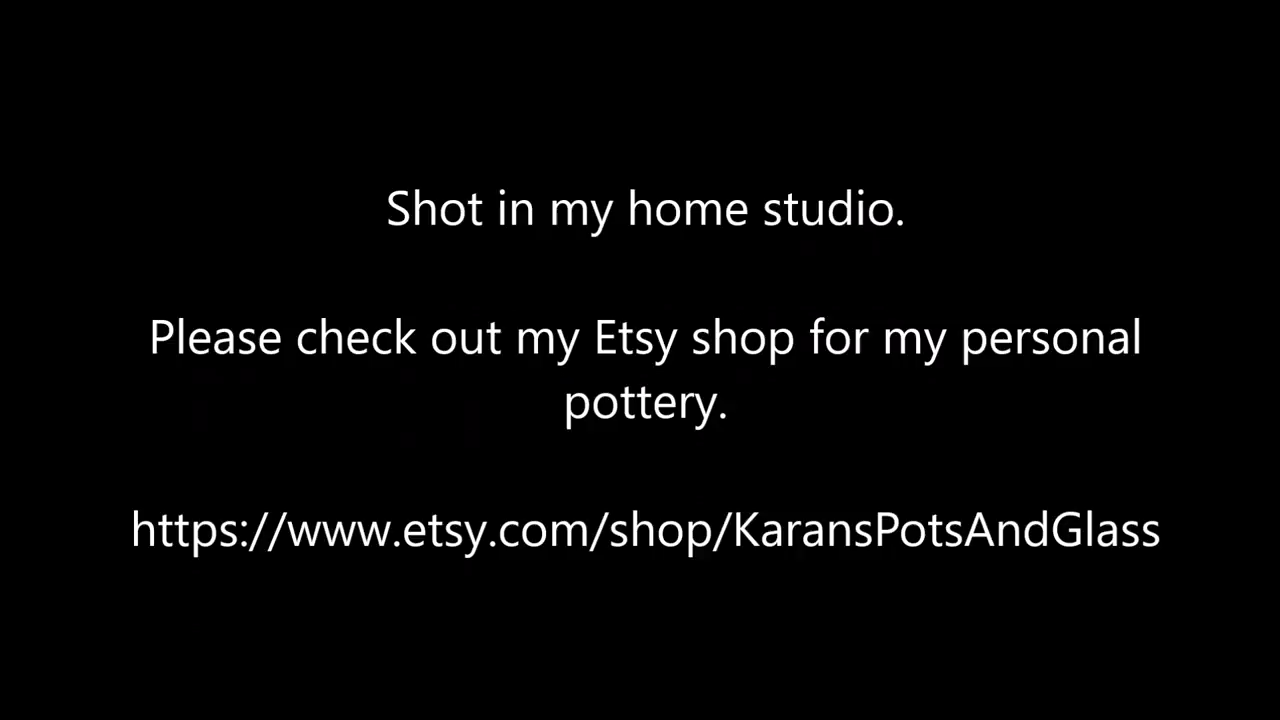 Shot in my home studio.
Please check out my Etsy shop for my personal
pottery.
https://www.etsy.com/shop/KaransPotsAndGlass